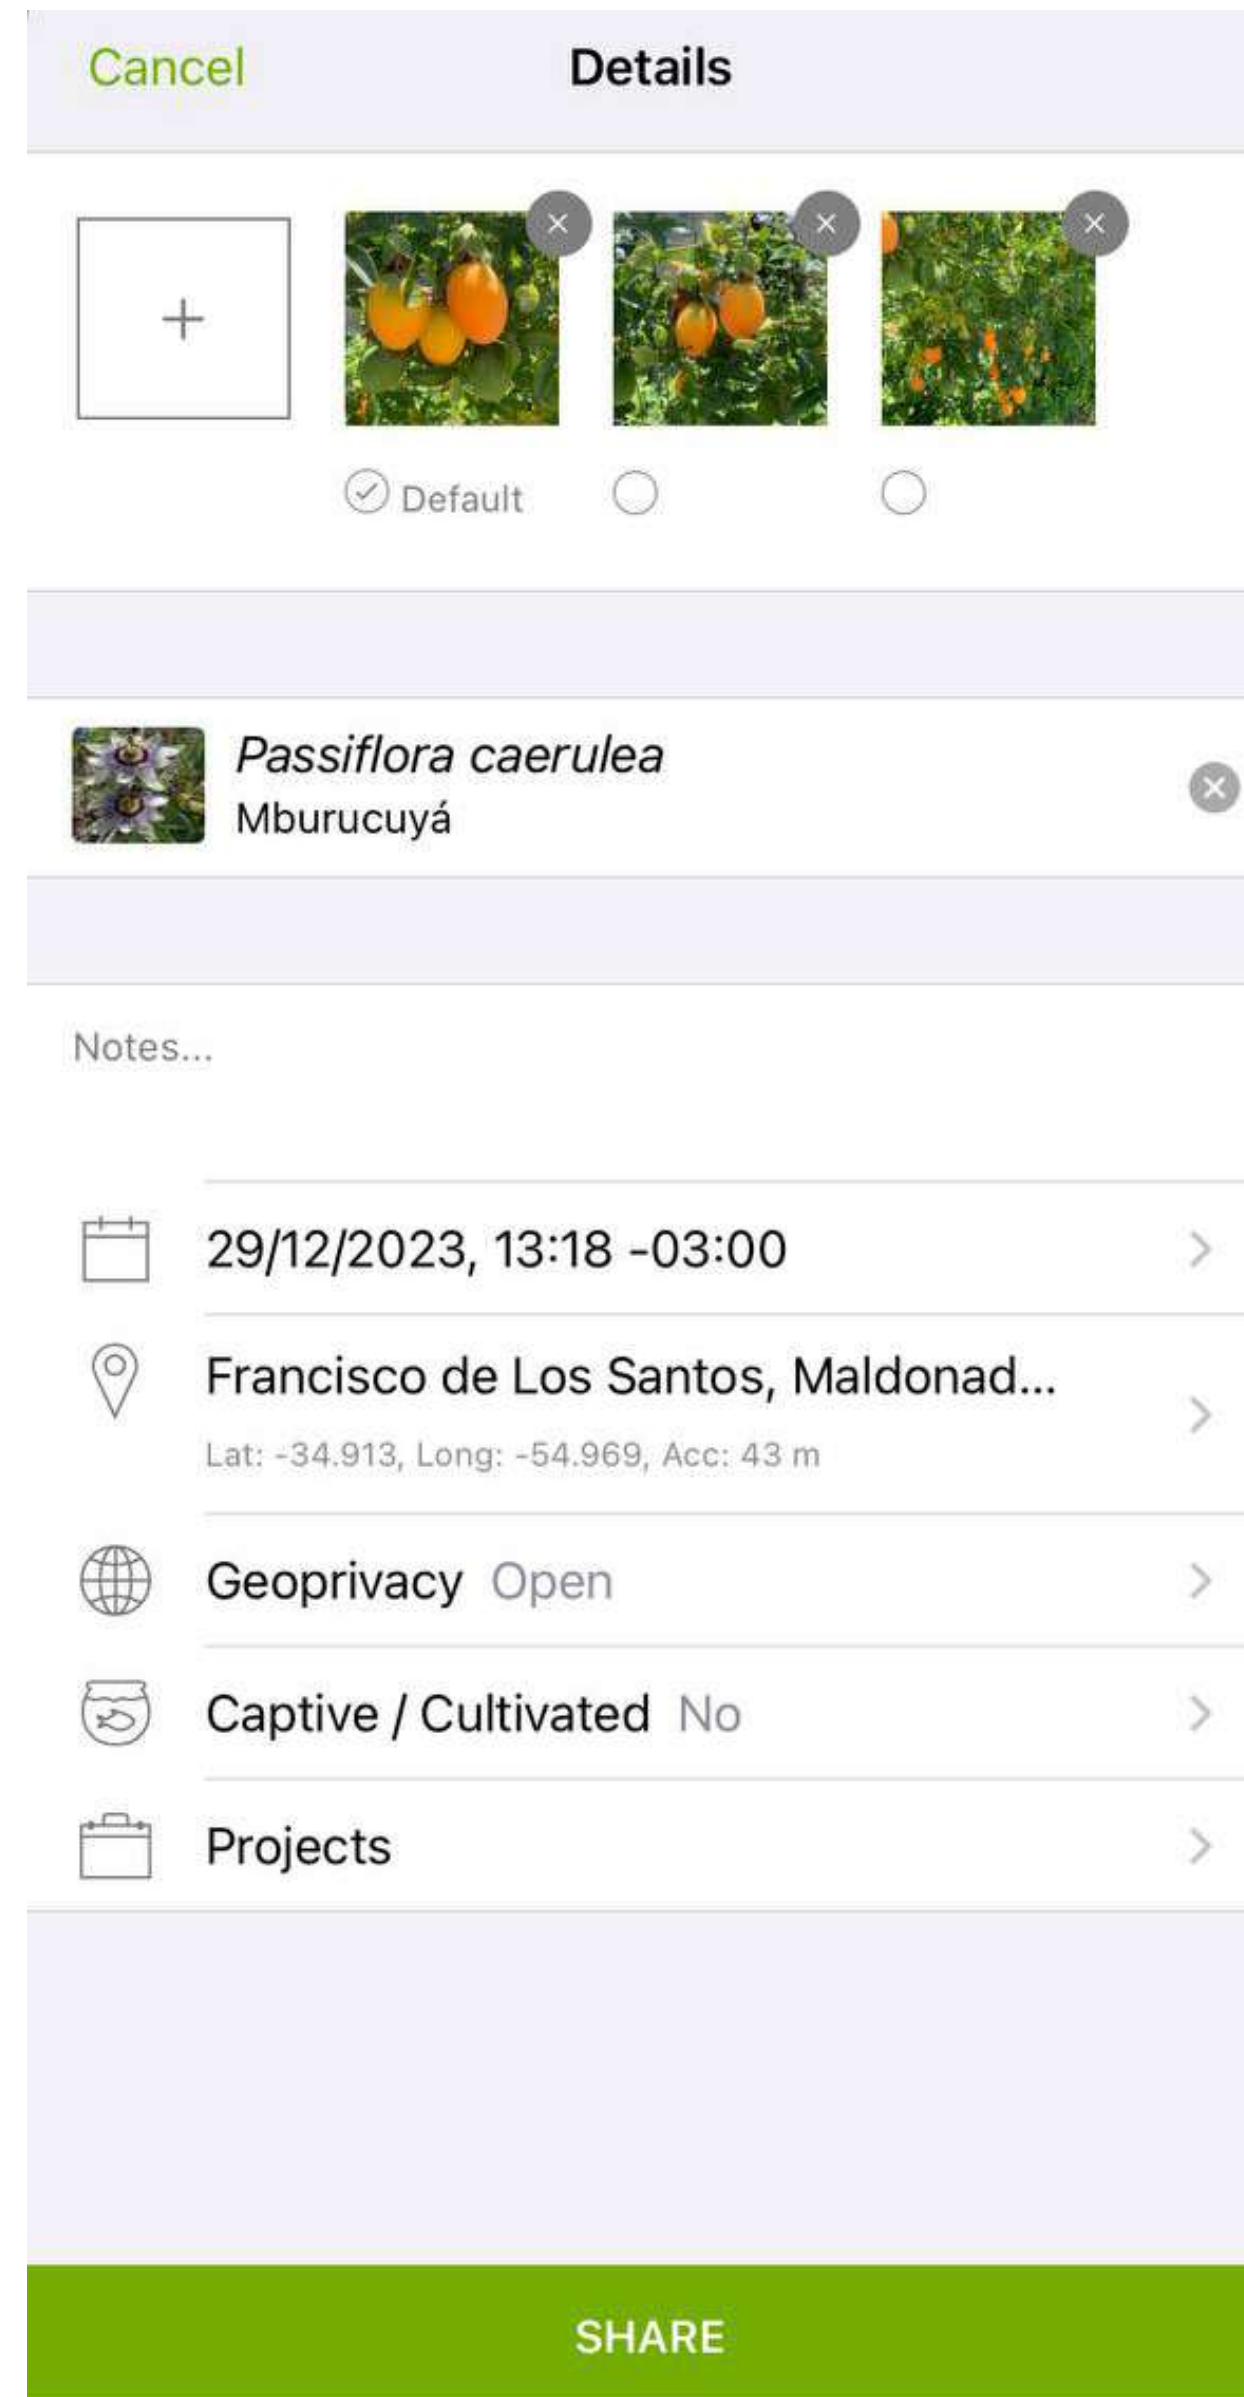 Cancel Details
Default
Passiflora caerulea
Mburucuyá
Notes...
29/12/2023, 13:18 -03:00
Francisco de Los Santos, Maldonad...
Lat: -34.913, Long: -54.969, Acc: 43 m
Geoprivacy Open
Captive / Cultivated No
Projects
SHARE